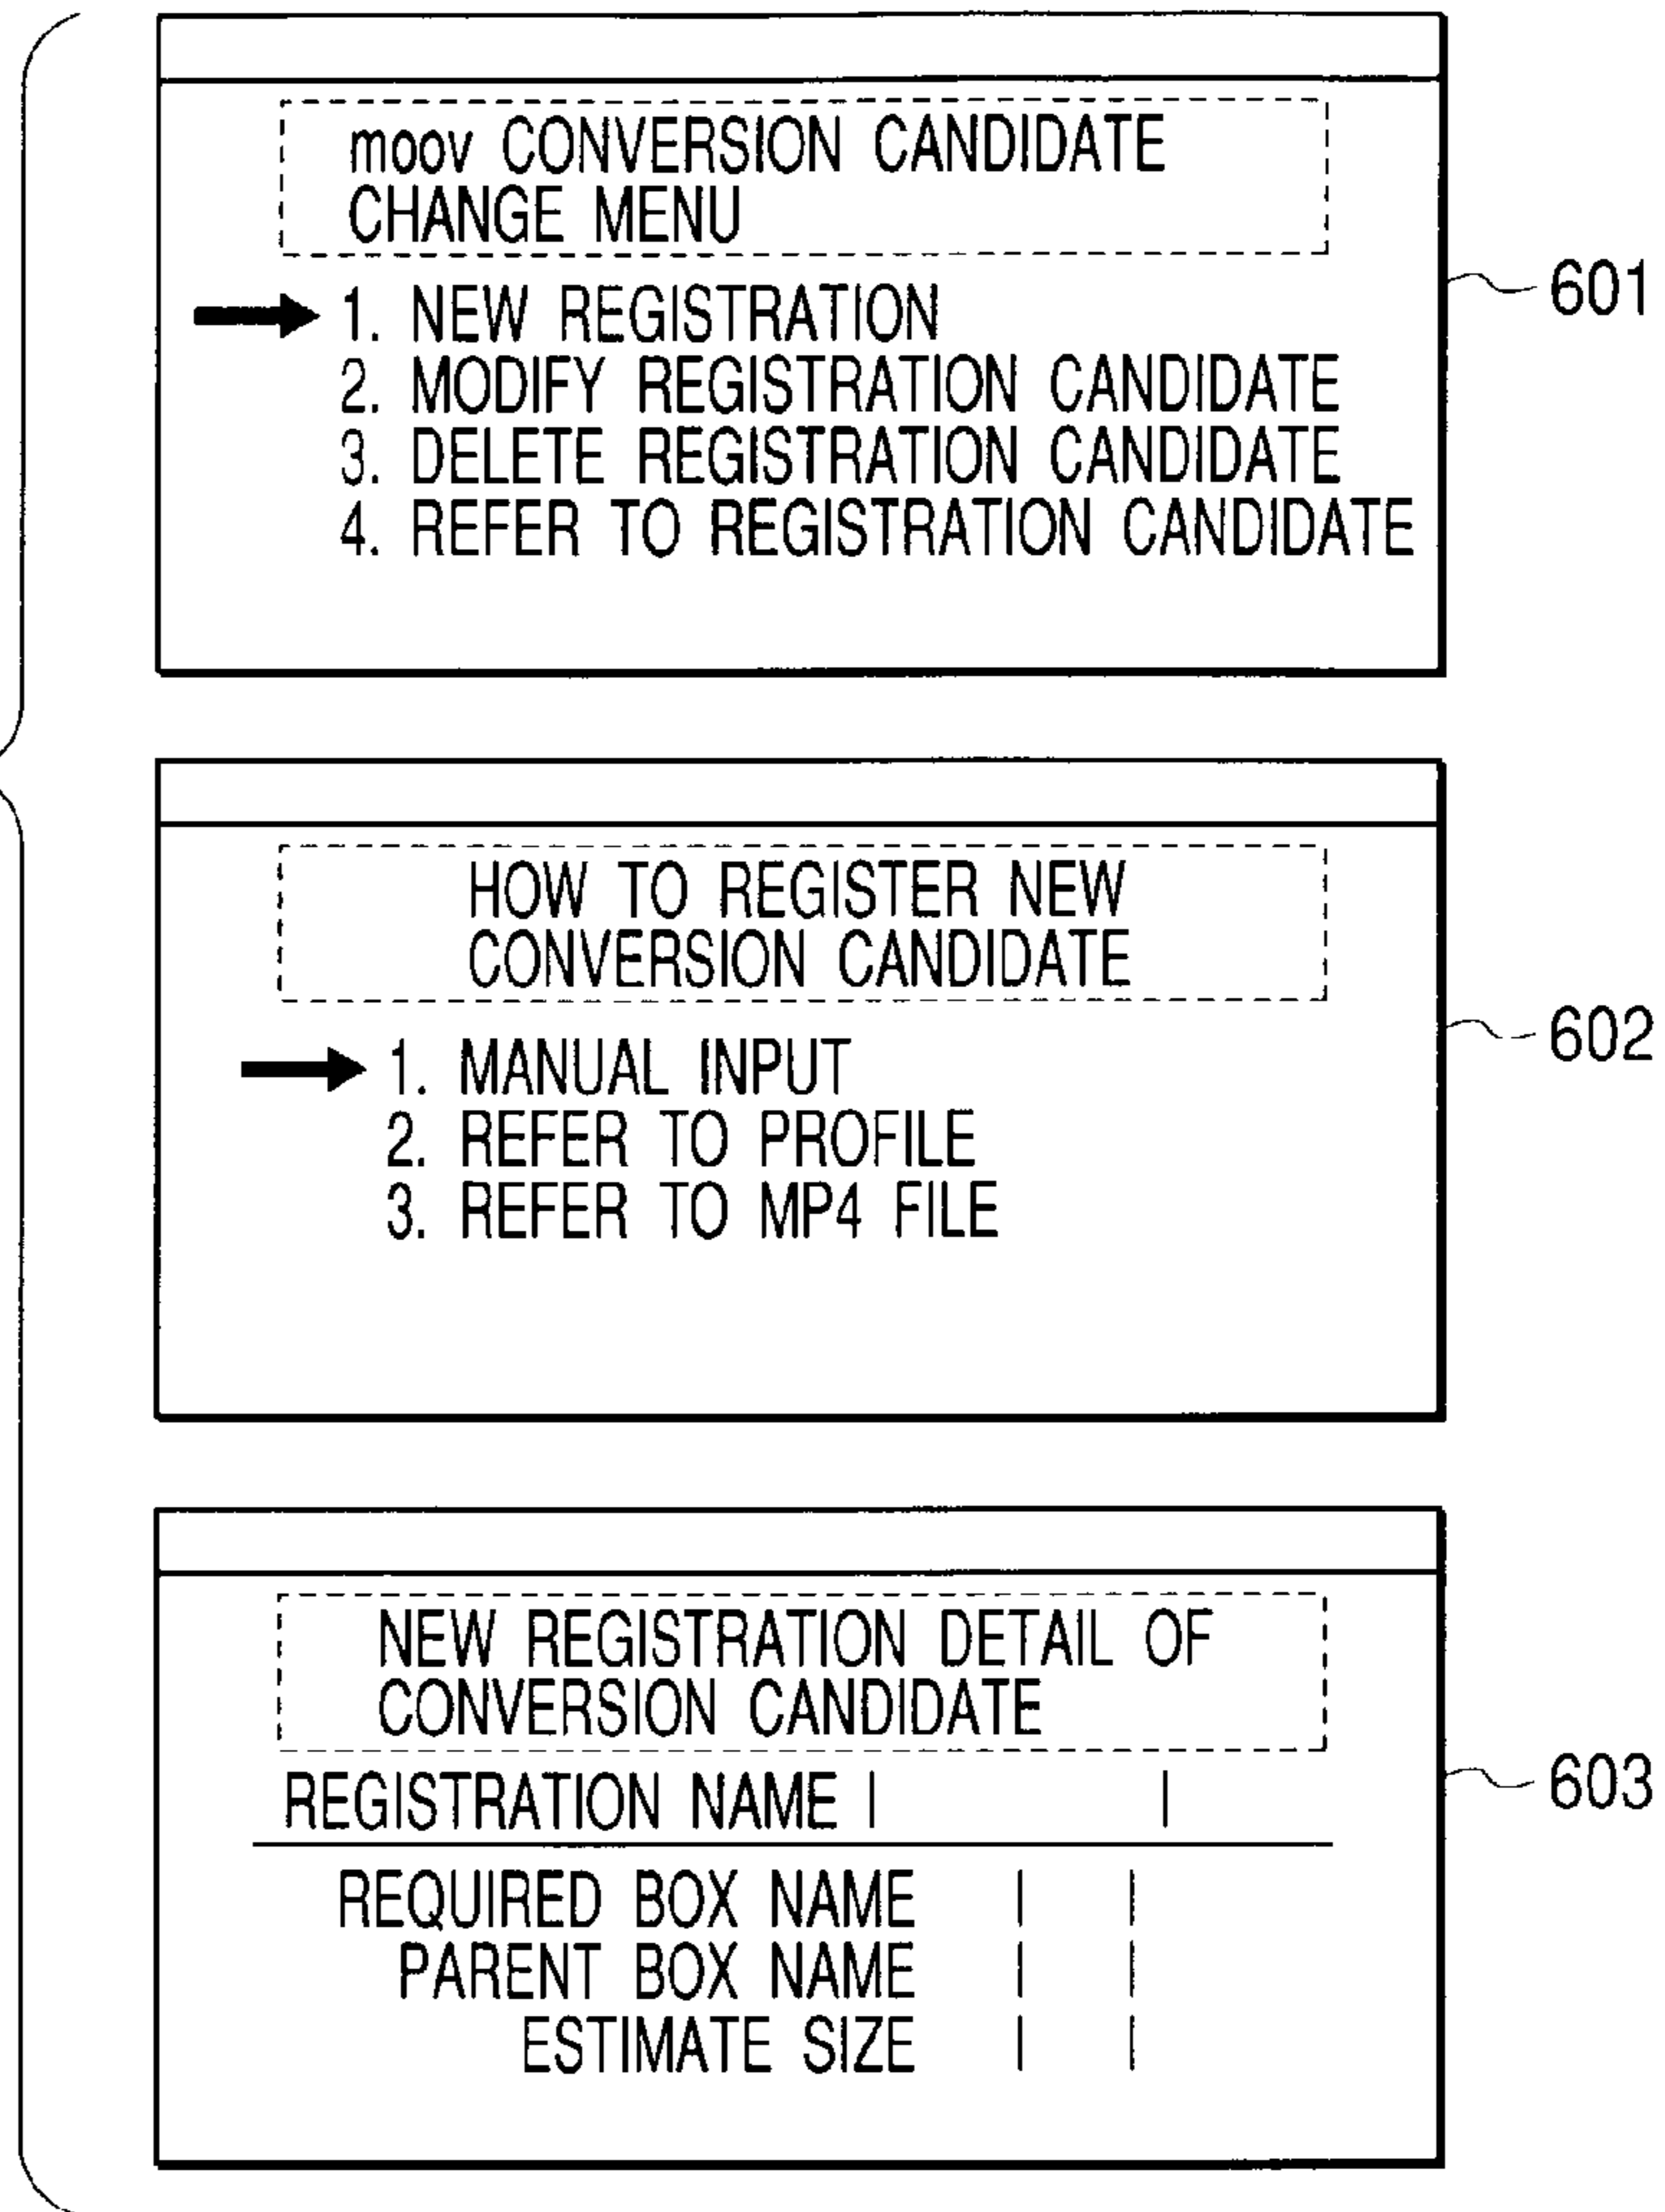 moov CONVERSION CANDIDATE
CHANGE MENU
1. NEW REGISTRATION
2. MODIFY REGISTRATION CANDIDATE
3. DELETE REGISTRATION CANDIDATE
4. REFER TO REGISTRATION CANDIDATE
601
HOW TO REGISTER NEW
CONVERSION CANDIDATE
1. MANUAL INPUT
2. REFER TO PROFILE
3. REFER TO MP4 FILE
602
NEW REGISTRATION DETAIL OF
CONVERSION CANDIDATE
REGISTRATION NAME
REQUIRED BOX NAME
PARENT BOX NAME
ESTIMATE SIZE
603